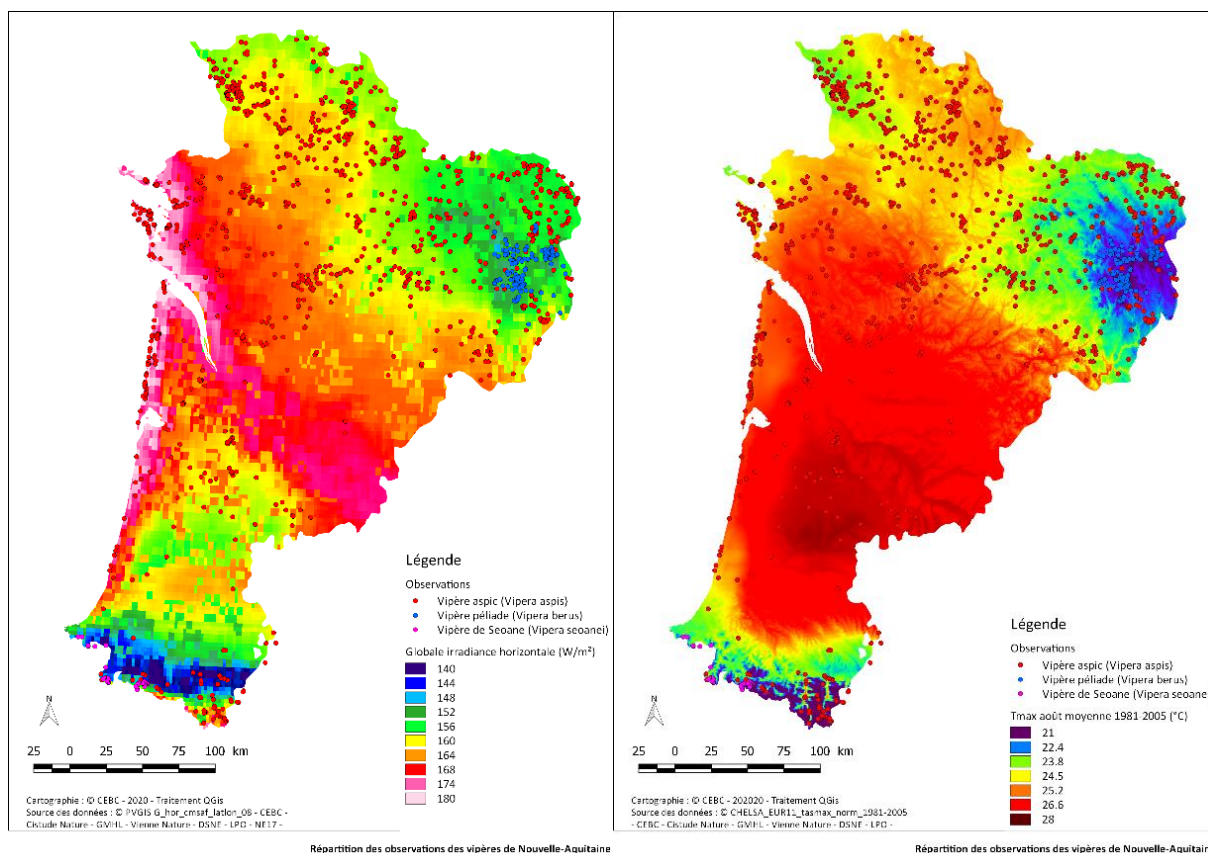 Légende
Observations
Vipère aspic (Vipera aspis)
Vipère péliade (Vipera berus)
Vipère de Seoane (Vipera seoanei)
Globale irradiance horizontale (W/m²)
140
144
148
152
156
160
164
168
174
180
N
25 0 25 50 75 100 km
Cartographie : © CEBC - 2020 - Traitement QGis
Source des données : © PVGIS G_hor_cmsaf_latlon_08 - CEBC -
Cistude Nature - GMHL - Vienne Nature - DSNE - LPO - NE17 -
Répartition des observations des vipères de Nouvelle-Aquitaine
Légende
Observations
Vipère aspic (Vipera aspis)
Vipère péliade (Vipera berus)
Vipère de Seoane (Vipera seoane
Tmax août moyenne 1981-2005 (°C)
21
22.4
23.8
24.5
25.2
26.6
28
N
25 0 25 50 75 100 km
Cartographie : © CEBC - 202020 - Traitement QGis
Source des données : © CHELSA_EUR11_tasmax_norm_1981-2005
- CEBC - Cistude Nature - GMHL - Vienne Nature - DSNE - LPO -
Répartition des observations des vipères de Nouvelle-Aquitain